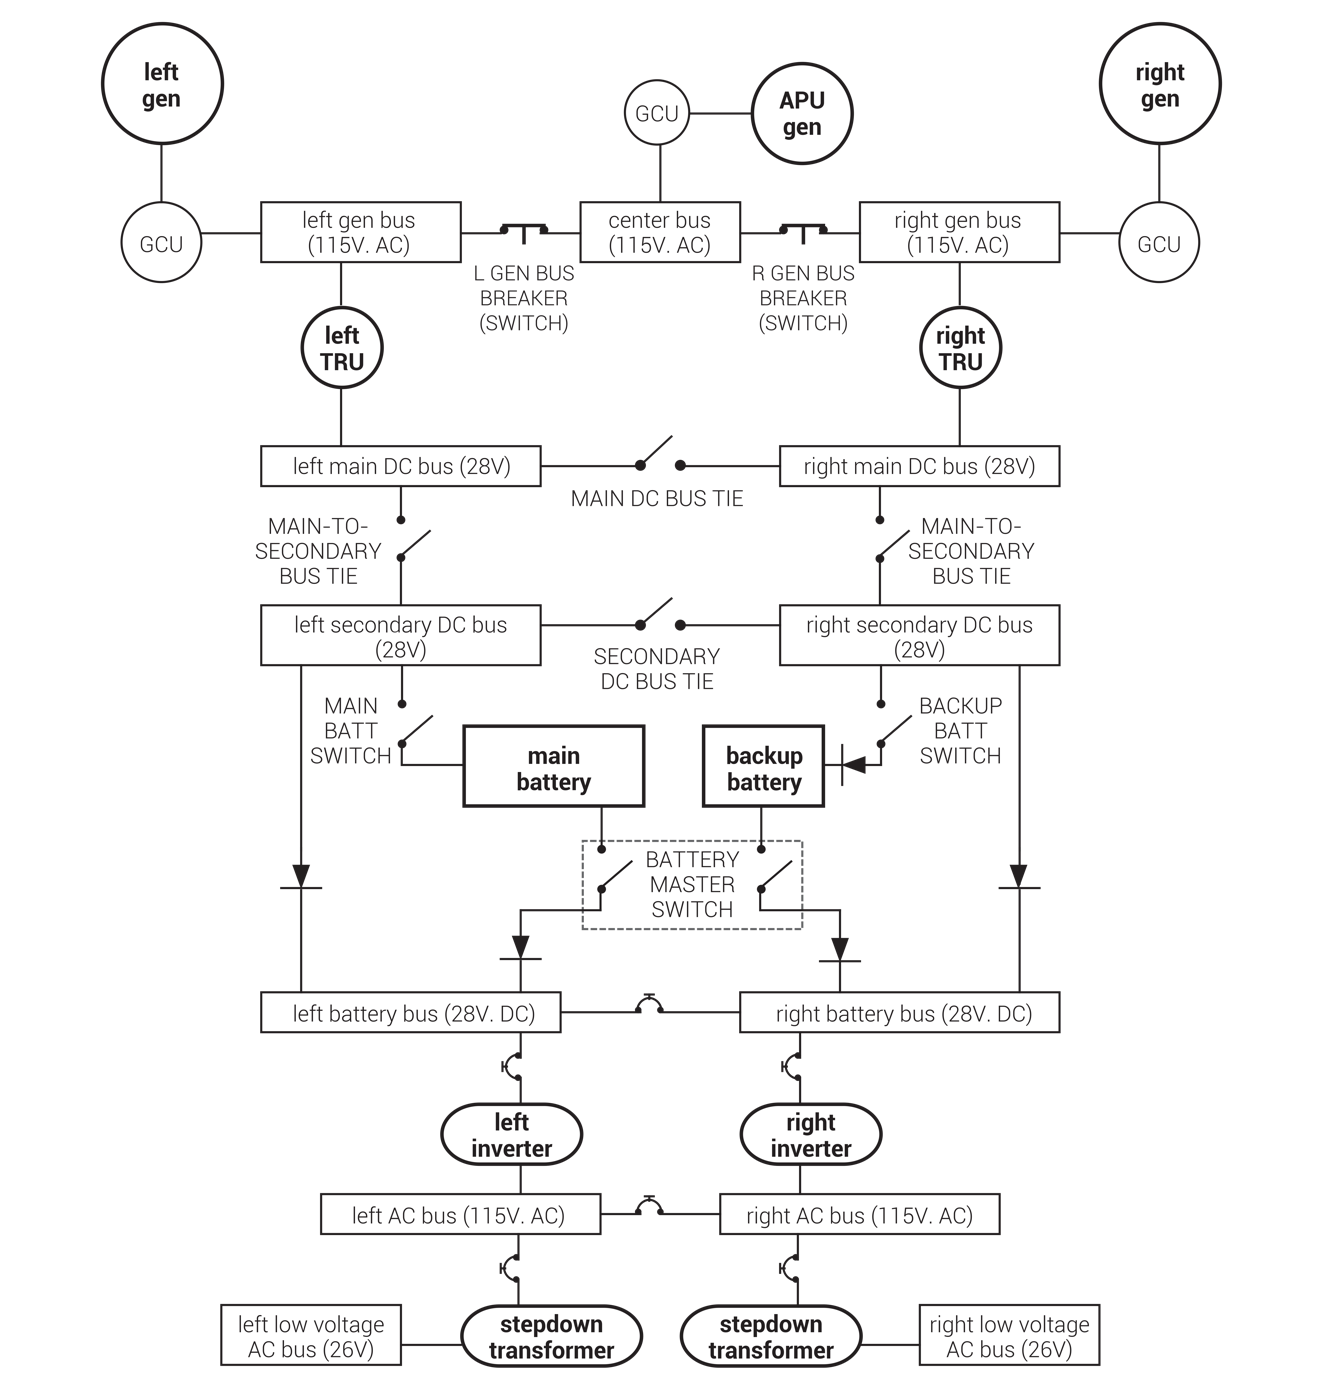 left
gen
GCU
APU
gen
right
gen
GCU
left gen bus
(115V. AC)
center bus
(115V. AC)
right gen bus
(115V. AC)
GCU
L GEN BUS
BREAKER
(SWITCH)
R GEN BUS
BREAKER
(SWITCH)
left
TRU
right
TRU
left main DC bus (28V)
right main DC bus (28V)
MAIN DC BUS TIE
MAIN-TO-
SECONDARY
BUS TIE
MAIN-TO-
SECONDARY
BUS TIE
left secondary DC bus
(28V)
right secondary DC bus
(28V)
SECONDARY
DC BUS TIE
MAIN
BATT
SWITCH
BACKUP
BATT
SWITCH
main
battery
backup
battery
BATTERY
MASTER
SWITCH
left battery bus (28V. DC)
right battery bus (28V. DC)
left
inverter
right
inverter
left AC bus (115V. AC)
right AC bus (115V. AC)
left low voltage
AC bus (26V)
stepdown
transformer
stepdown
transformer
right low voltage
AC bus (26V)